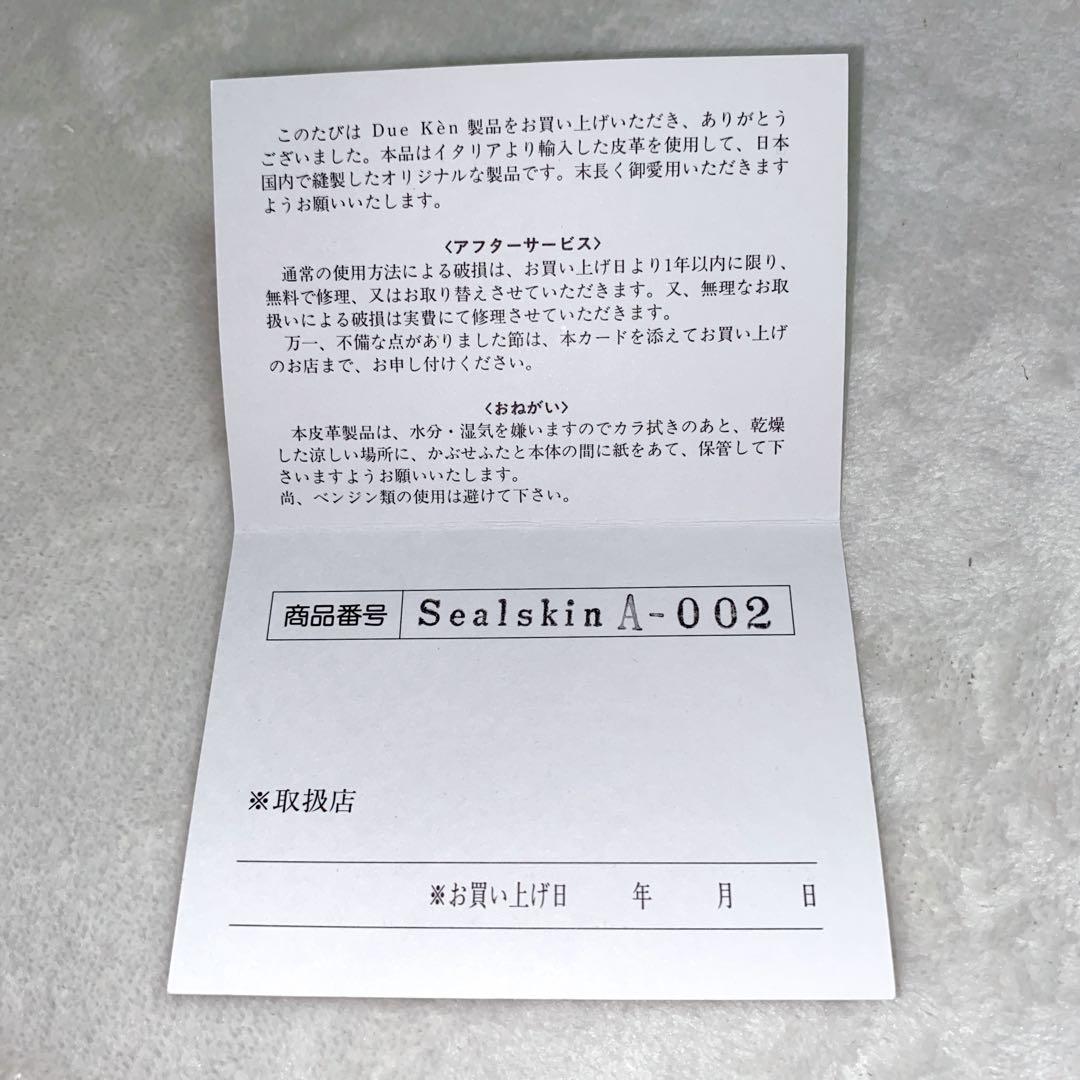 このたびは Due Kèn 製品をお買い上げいただき、ありがとう
ございました。本品はイタリアより輸入した皮革を使用して、日本
国内で縫製したオリジナルな製品です。末長く御愛用いただきます
ようお願いいたします。
〈アフターサービス〉
通常の使用方法による破損は、お買い上げ日より1年以内に限り、
無料で修理、又はお取り替えさせていただきます。又、無理なお取
扱いによる破損は実費にて修理させていただきます。
万一、不備な点がありました節は、本カードを添えてお買い上げ
のお店まで、お申し付けください。
〈おねがい〉
本皮革製品は、水分・湿気を嫌いますのでカラ拭きのあと、乾燥
した涼しい場所に、かぶせふたと本体の間に紙をあて、保管して下
さいますようお願いいたします。
尚、ベンジン類の使用は避けて下さい。
商品番号 Sealskin A-002
※取扱店
※お買い上げ日 年 月 日